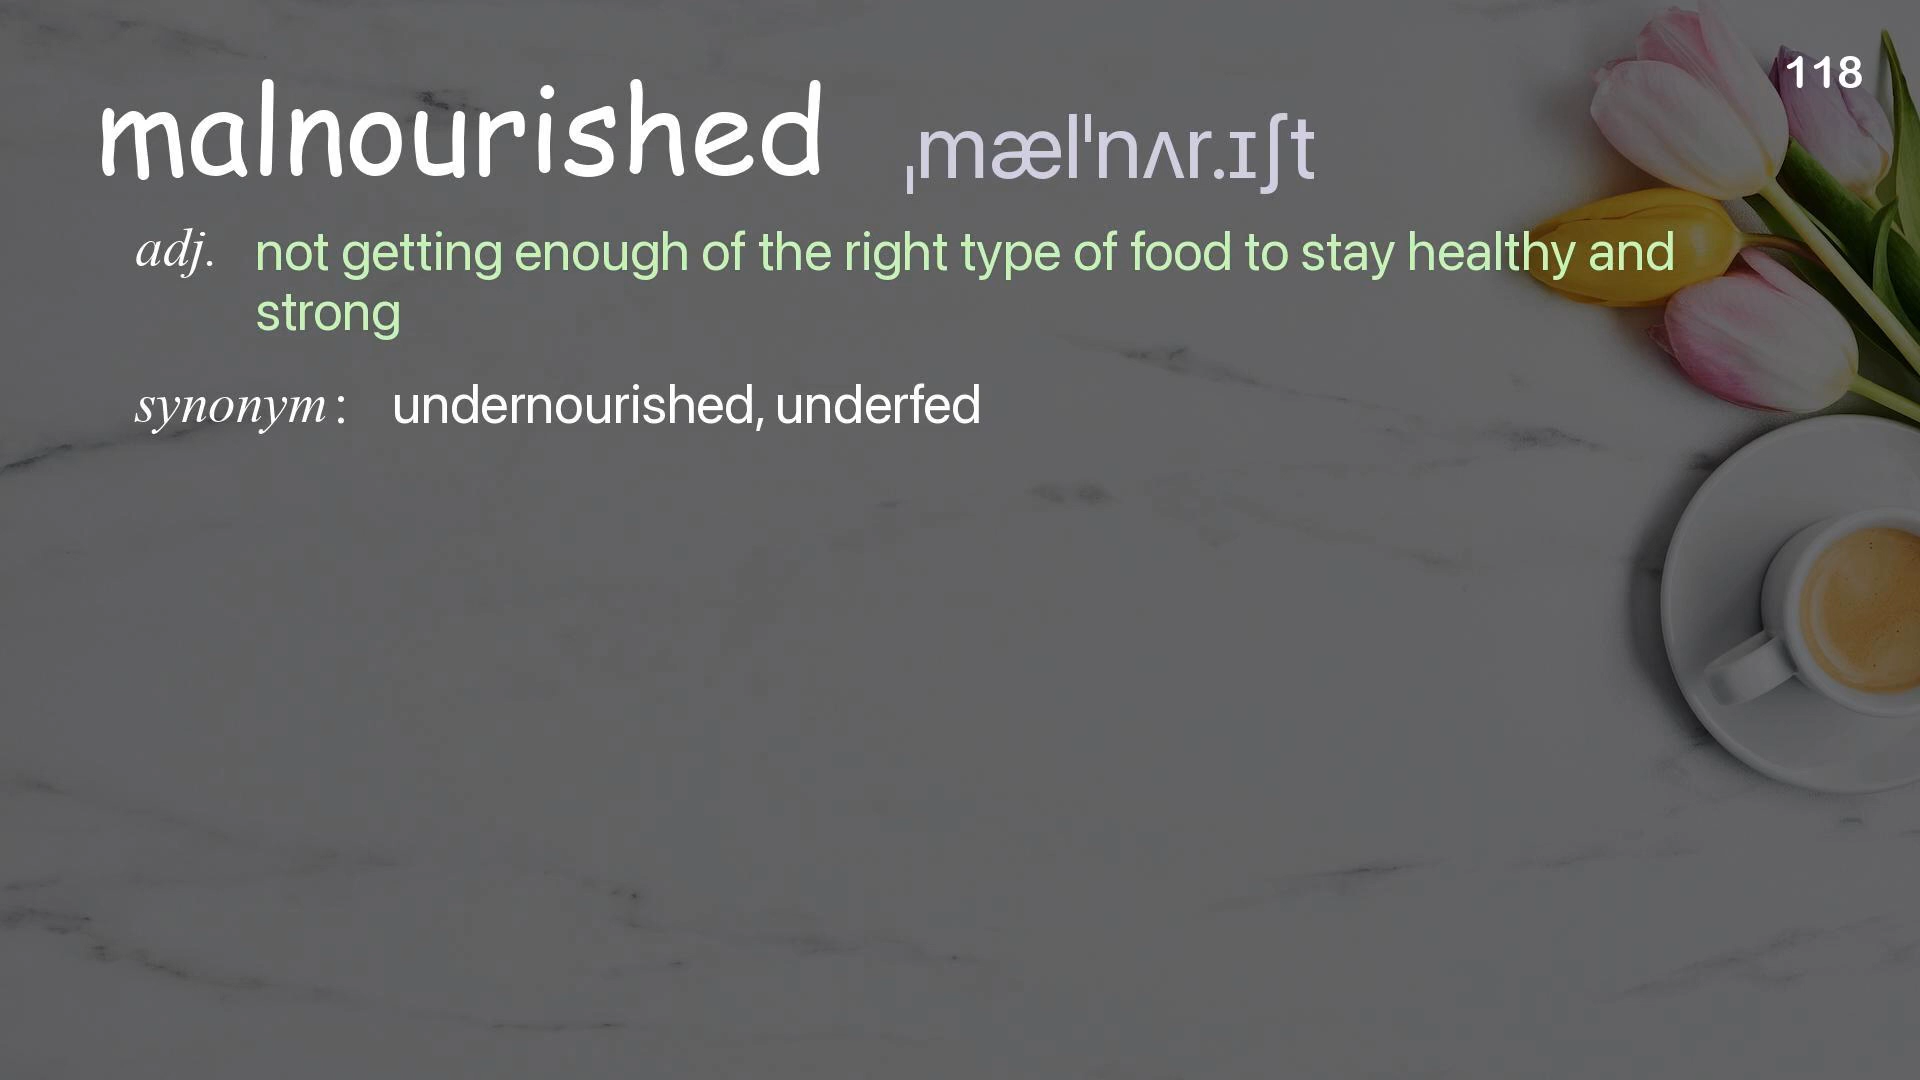 118
malnourished ˌmælˈnʌr.ɪʃt
adj. not getting enough of the right type of food to stay healthy and
strong
synonym: undernourished, underfed